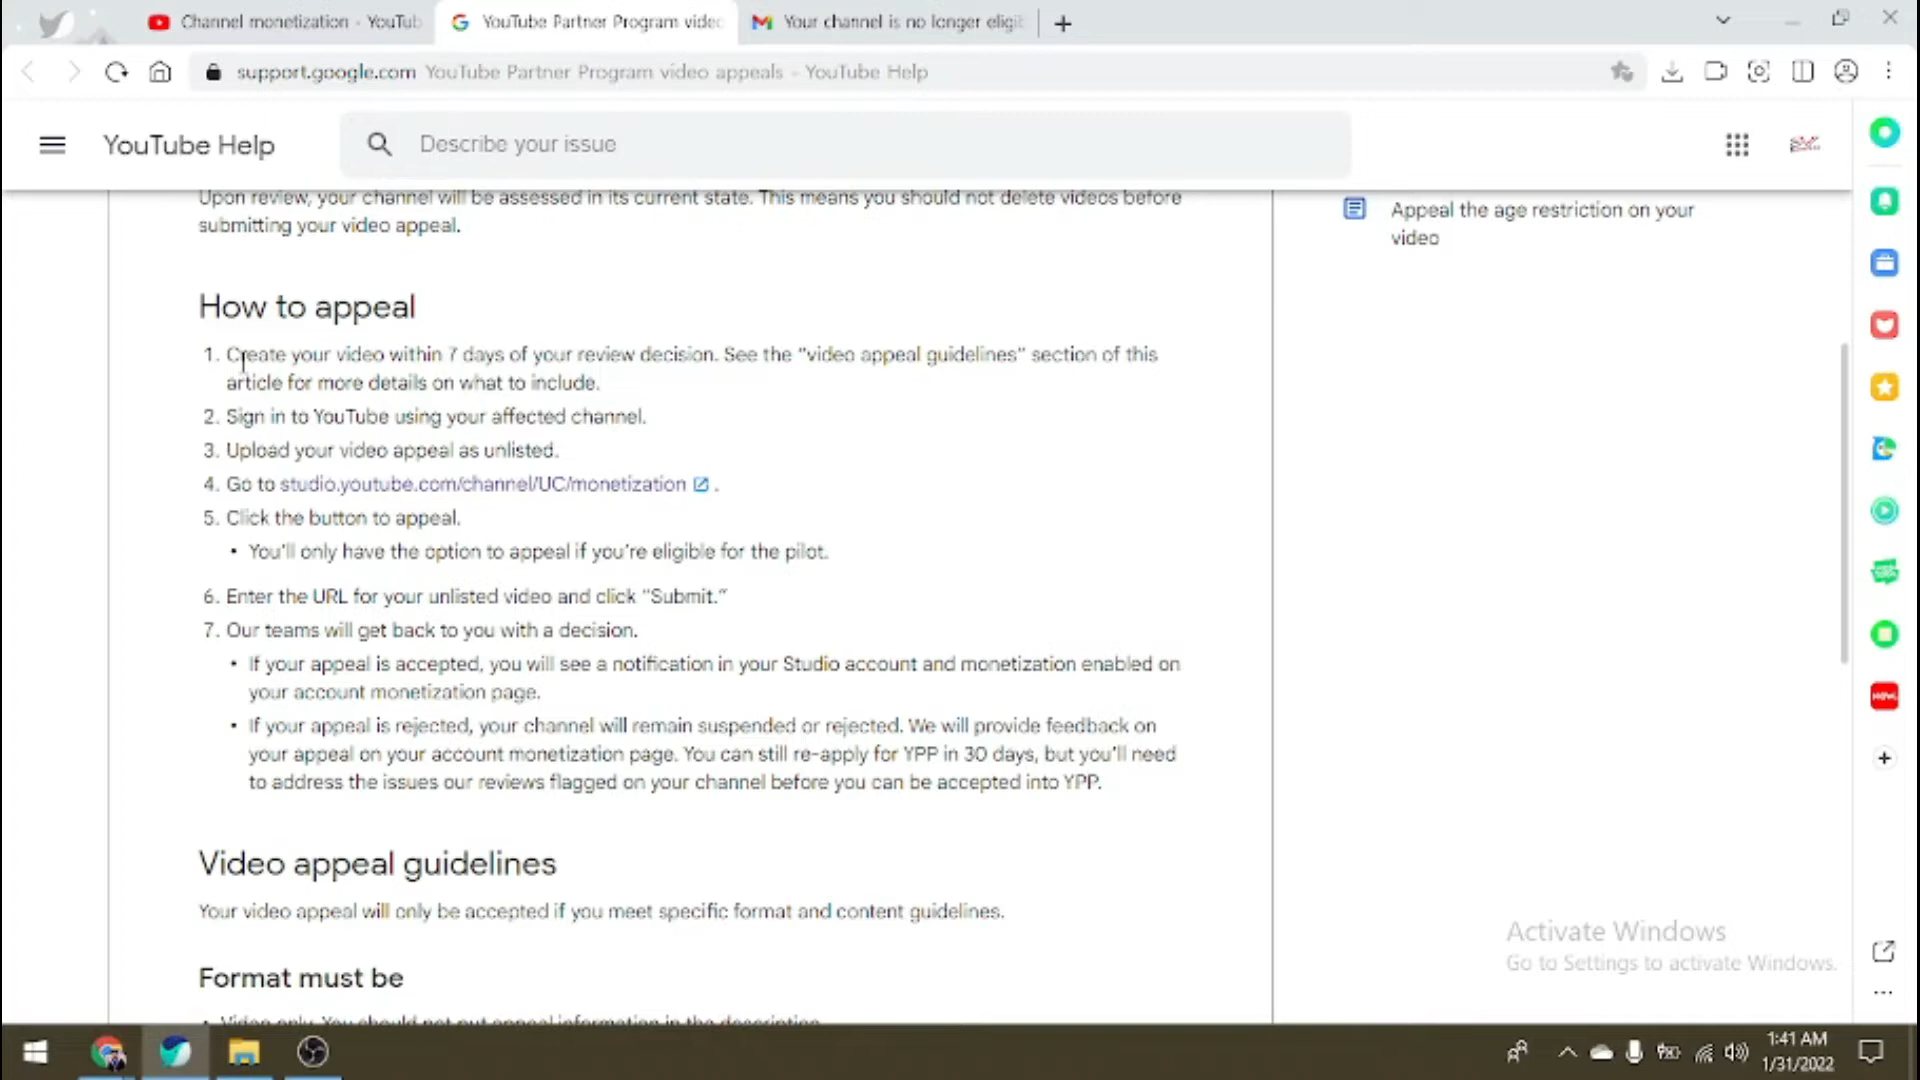 Channel monetization - YouTub
YouTube Partner Program video
Your channel is no longer eligi
support.google.com YouTube Partner Program video appeals - YouTube Help
YouTube Help
Describe your issue
Upon review, your channel will be assessed in its current state. This means you should not delete videos before
submitting your video appeal.
Appeal the age restriction on your
video
How to appeal
1. Create your video within 7 days of your review decision. See the "video appeal guidelines" section of this
article for more details on what to include.
2. Sign in to YouTube using your affected channel.
3. Upload your video appeal as unlisted.
4. Go to studio.youtube.com/channel/UC/monetization .
5. Click the button to appeal.
• You'll only have the option to appeal if you're eligible for the pilot.
6. Enter the URL for your unlisted video and click "Submit."
7. Our teams will get back to you with a decision.
• If your appeal is accepted, you will see a notification in your Studio account and monetization enabled on
your account monetization page.
• If your appeal is rejected, your channel will remain suspended or rejected. We will provide feedback on
your appeal on your account monetization page. You can still re-apply for YPP in 30 days, but you'll need
to address the issues our reviews flagged on your channel before you can be accepted into YPP.
Video appeal guidelines
Your video appeal will only be accepted if you meet specific format and content guidelines.
Format must be
• Video only. You should not put appeal information in the description
Activate Windows
Go to Settings to activate Windows.
1:41 AM
1/31/2022